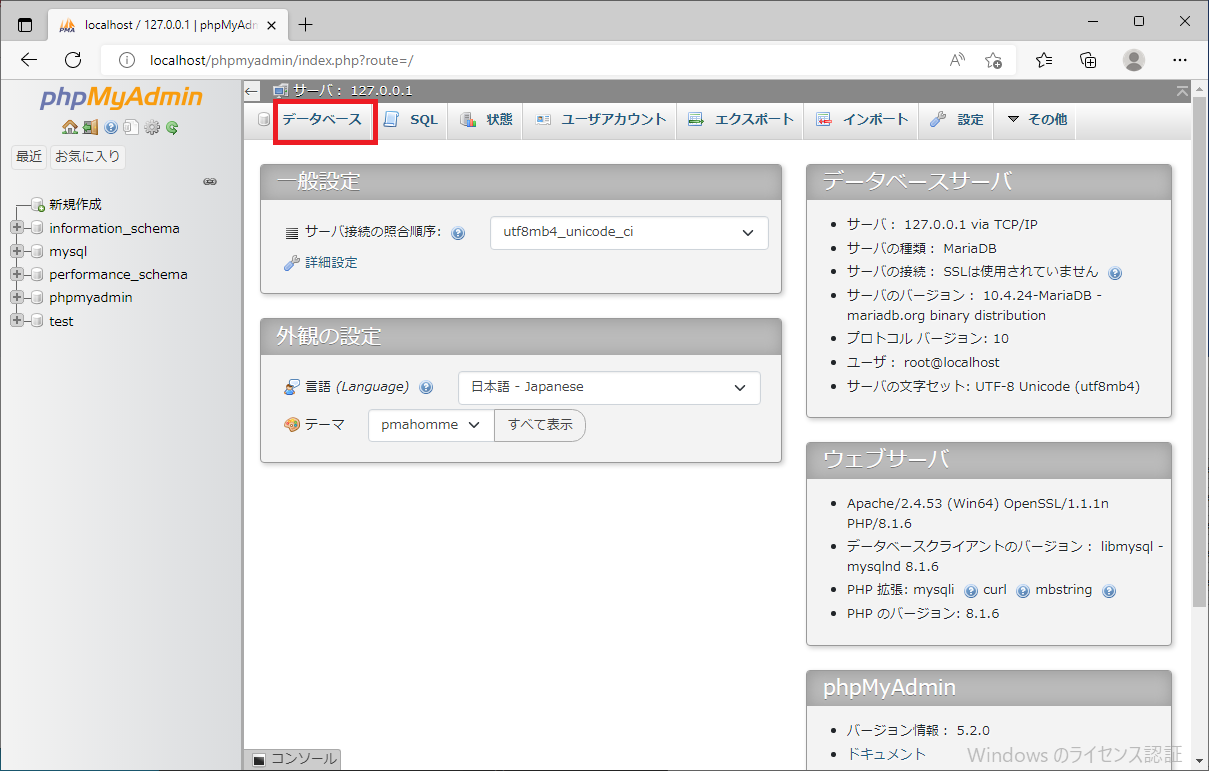 localhost / 127.0.0.1 | phpMyAdn
localhost/phpmyadmin/index.php?route=/
phpMyAdmin
最近 お気に入り
新規作成
information_schema
mysql
performance_schema
phpmyadmin
test
サーバ： 127.0.0.1
データベース SQL 状態 ユーザアカウント エクスポート インポート 設定 その他
一般設定
サーバ接続の照合順序: utf8mb4_unicode_ci
詳細設定
外観の設定
言語 (Language) 日本語 - Japanese
テーマ pmahomme すべて表示
データベースサーバ
サーバ： 127.0.0.1 via TCP/IP
サーバの種類： MariaDB
サーバの接続： SSLは使用されていません
サーバのバージョン： 10.4.24-MariaDB -
mariadb.org binary distribution
プロトコル バージョン: 10
ユーザ： root@localhost
サーバの文字セット: UTF-8 Unicode (utf8mb4)
ウェブサーバ
Apache/2.4.53 (Win64) OpenSSL/1.1.1n
PHP/8.1.6
データベースクライアントのバージョン： libmysql -
mysqlnd 8.1.6
PHP 拡張: mysqli curl mbstring
PHP のバージョン: 8.1.6
phpMyAdmin
バージョン情報： 5.2.0
ドキュメント
コンソール
Windows のライセンス認証